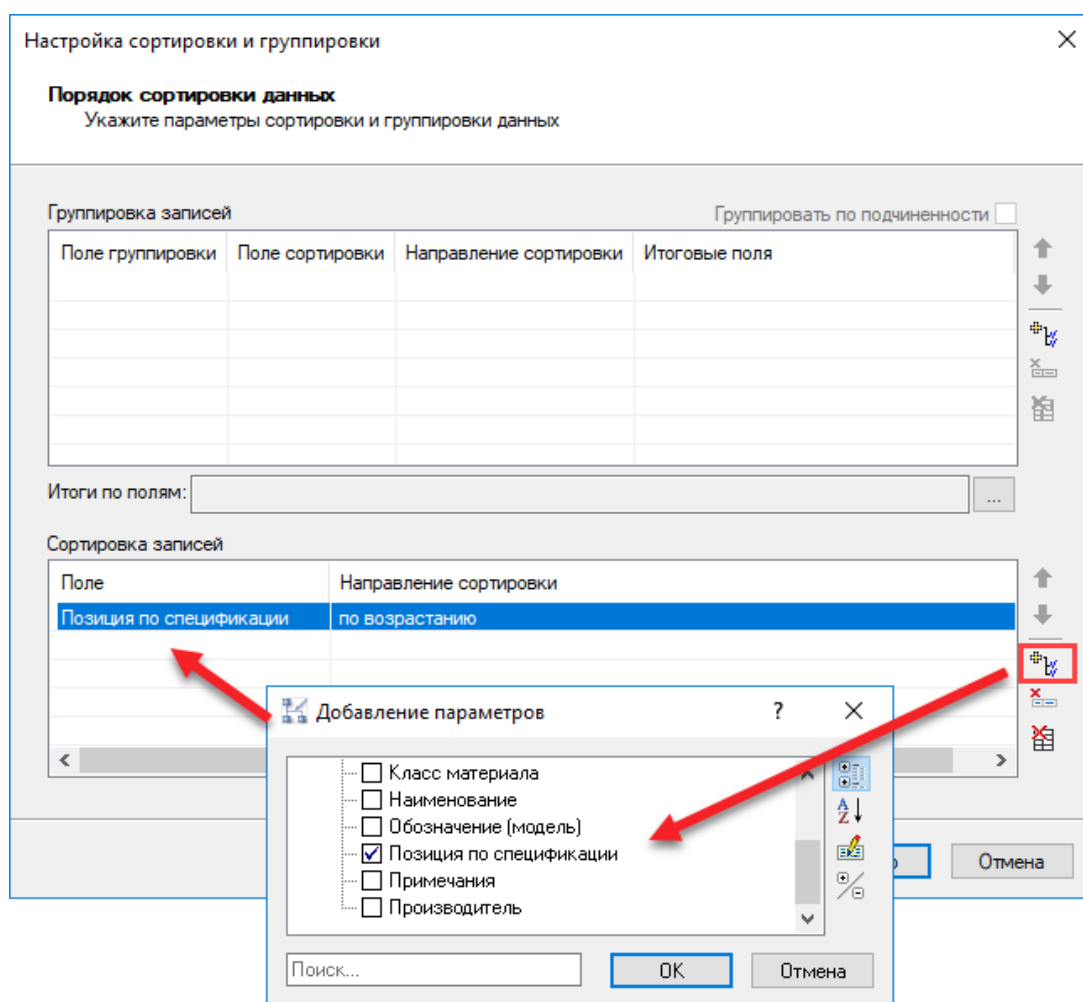 Настройка сортировки и группировки
Порядок сортировки данных
Укажите параметры сортировки и группировки данных
Группировка записей
Группировать по подчиненности
Поле группировки Поле сортировки Направление сортировки Итоговые поля
Итоги по полям:
...
Сортировка записей
Поле Направление сортировки
Позиция по спецификации по возрастанию
Добавление параметров
?
Класс материала
Наименование
Обозначение (модель)
Позиция по спецификации
Примечания
Производитель
Отмена
Поиск...
OK
Отмена